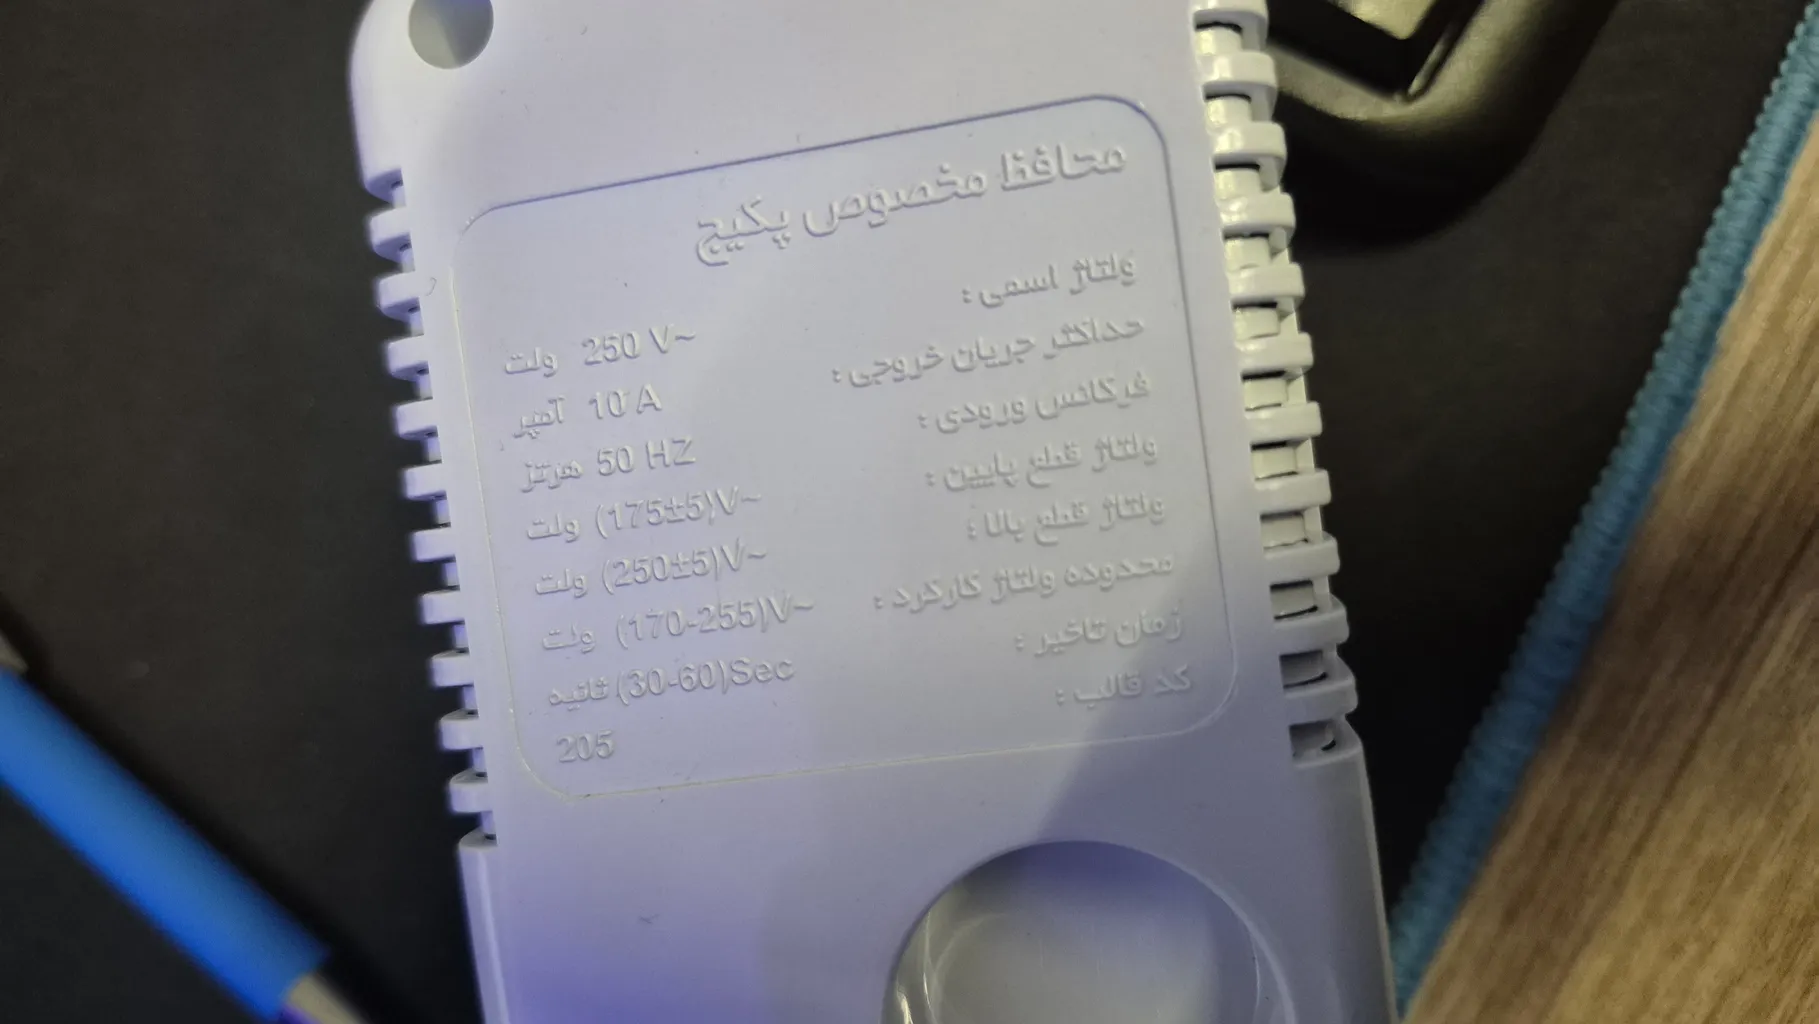 محافظ مخصوص پکیج
ولتاژ اسمی : 250 V~ ولت
حداکثر جریان خروجی : 10 A آمپر
فرکانس ورودی : 50 HZ هرتز
ولتاژ قطع پایین : (175±5)V~ ولت
ولتاژ قطع بالا : (250±5)V~ ولت
محدوده ولتاژ کارکرد : (170-255)V~ ولت
زمان تاخیر : (30-60)Sec ثانیه
کد قالب : 205